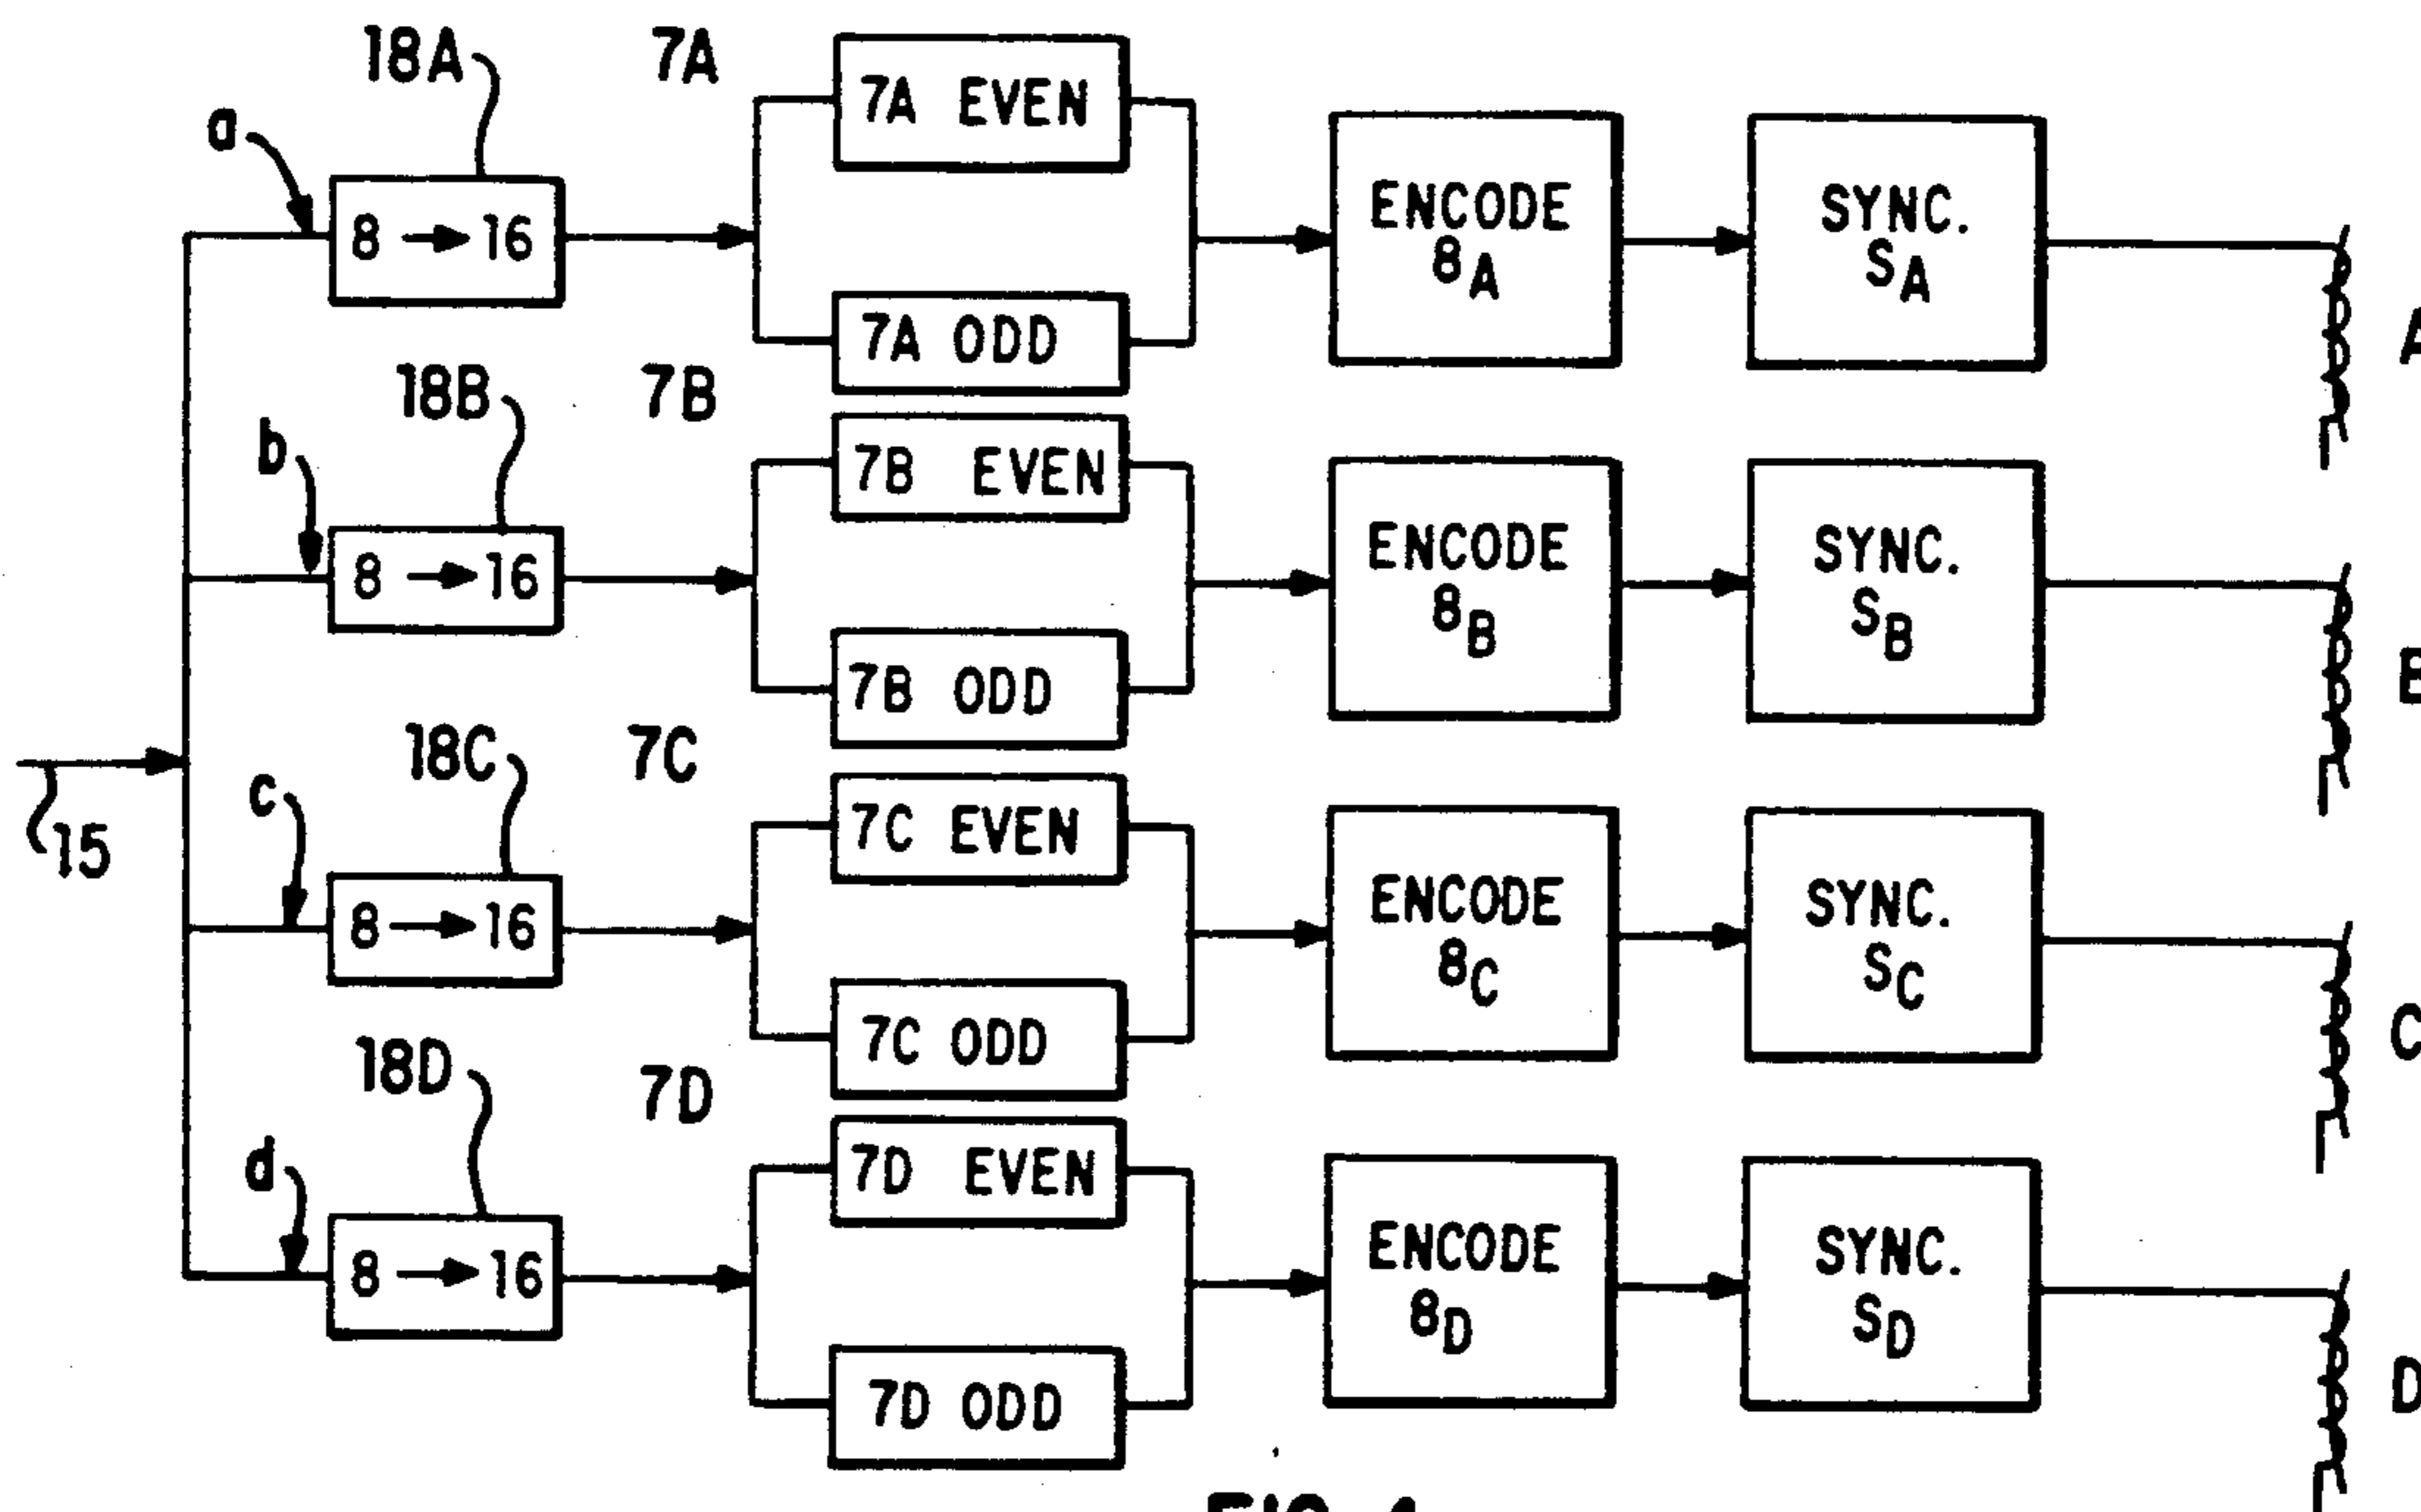 18A
7A
7A EVEN
a
8 → 16
ENCODE
8A
SYNC.
SA
7A ODD
A
18B
7B
7B EVEN
b
8 → 16
ENCODE
8B
SYNC.
SB
7B ODD
B
18C
7C
15
c
7C EVEN
8 → 16
ENCODE
8C
SYNC.
SC
7C ODD
C
18D
7D
7D EVEN
d
8 → 16
ENCODE
8D
SYNC.
SD
7D ODD
D